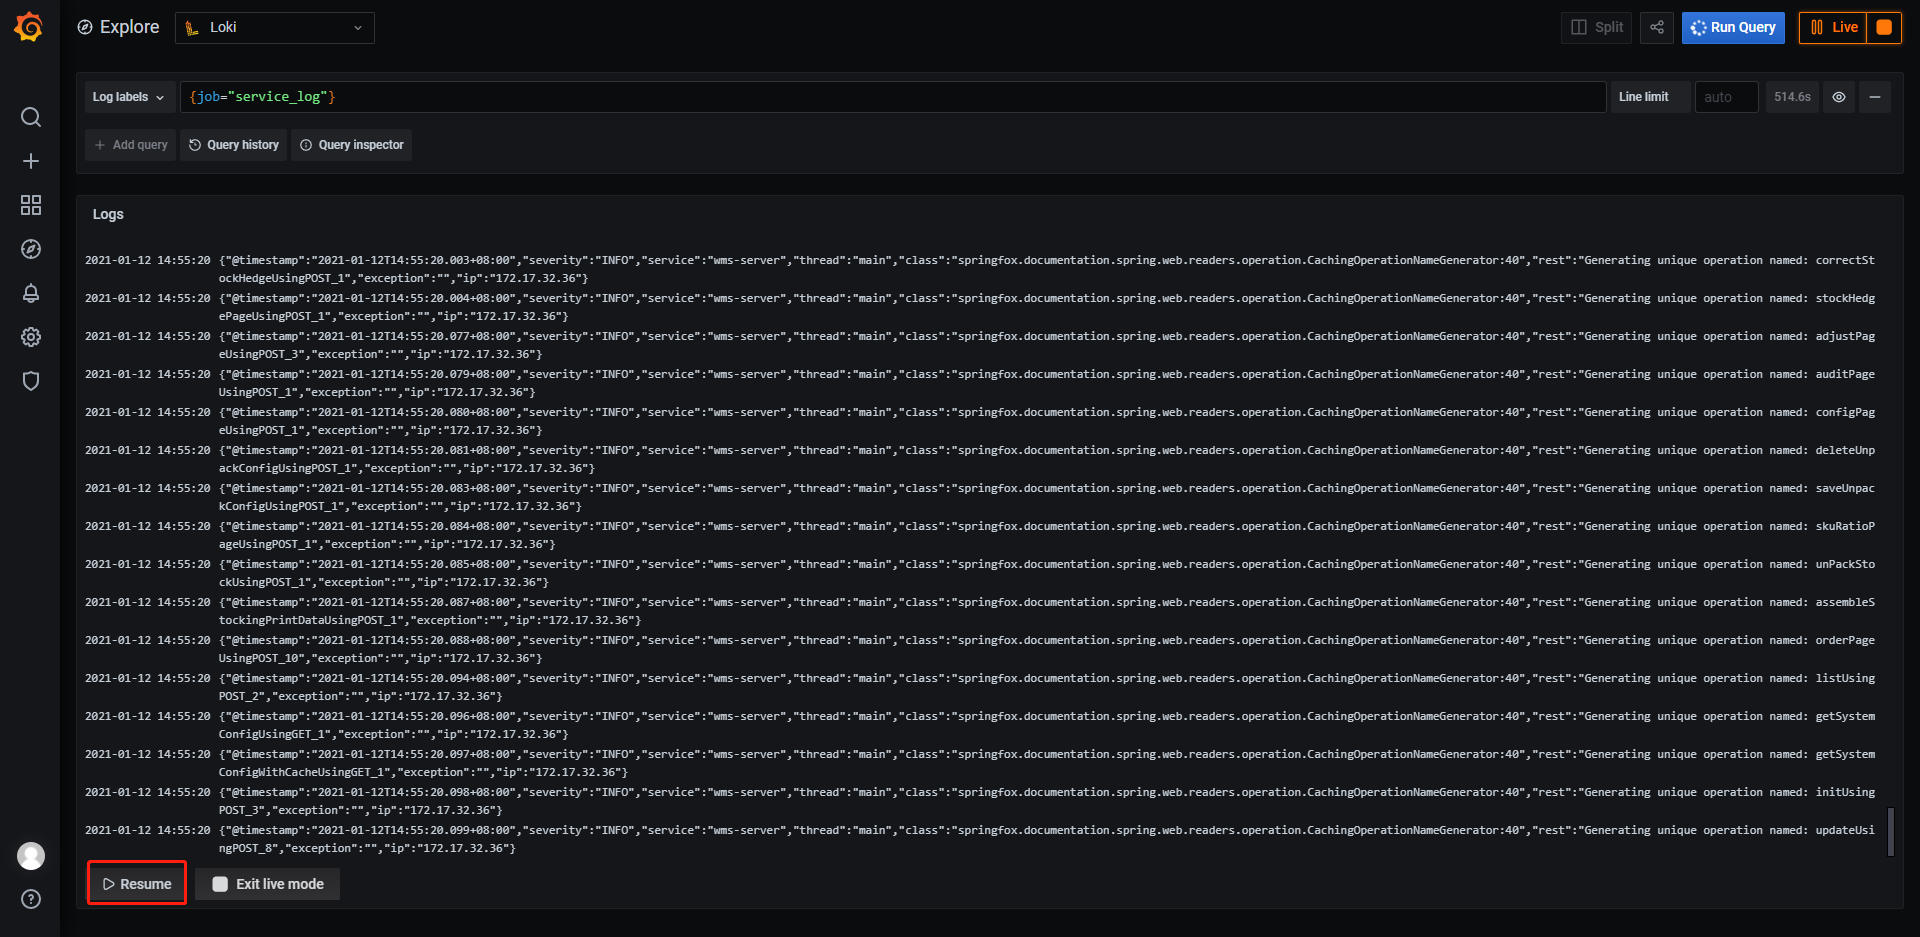 Explore
Loki
Split
Run Query
Live
Log labels
{job="service_log"}
Line limit
auto
514.6s
+ Add query
Query history
Query inspector
Logs
2021-01-12 14:55:20 {"@timestamp":"2021-01-12T14:55:20.003+08:00","severity":"INFO","service":"wms-server","thread":"main","class":"springfox.documentation.spring.web.readers.operation.CachingOperationNameGenerator:40","rest":"Generating unique operation named: correctSt
ockHedgeUsingPOST_1","exception":"","ip":"172.17.32.36"}
2021-01-12 14:55:20 {"@timestamp":"2021-01-12T14:55:20.004+08:00","severity":"INFO","service":"wms-server","thread":"main","class":"springfox.documentation.spring.web.readers.operation.CachingOperationNameGenerator:40","rest":"Generating unique operation named: stockHedg
ePageUsingPOST_1","exception":"","ip":"172.17.32.36"}
2021-01-12 14:55:20 {"@timestamp":"2021-01-12T14:55:20.077+08:00","severity":"INFO","service":"wms-server","thread":"main","class":"springfox.documentation.spring.web.readers.operation.CachingOperationNameGenerator:40","rest":"Generating unique operation named: adjustPag
eUsingPOST_3","exception":"","ip":"172.17.32.36"}
2021-01-12 14:55:20 {"@timestamp":"2021-01-12T14:55:20.079+08:00","severity":"INFO","service":"wms-server","thread":"main","class":"springfox.documentation.spring.web.readers.operation.CachingOperationNameGenerator:40","rest":"Generating unique operation named: auditPage
UsingPOST_1","exception":"","ip":"172.17.32.36"}
2021-01-12 14:55:20 {"@timestamp":"2021-01-12T14:55:20.080+08:00","severity":"INFO","service":"wms-server","thread":"main","class":"springfox.documentation.spring.web.readers.operation.CachingOperationNameGenerator:40","rest":"Generating unique operation named: configPag
eUsingPOST_1","exception":"","ip":"172.17.32.36"}
2021-01-12 14:55:20 {"@timestamp":"2021-01-12T14:55:20.081+08:00","severity":"INFO","service":"wms-server","thread":"main","class":"springfox.documentation.spring.web.readers.operation.CachingOperationNameGenerator:40","rest":"Generating unique operation named: deleteUnp
ackConfigUsingPOST_1","exception":"","ip":"172.17.32.36"}
2021-01-12 14:55:20 {"@timestamp":"2021-01-12T14:55:20.083+08:00","severity":"INFO","service":"wms-server","thread":"main","class":"springfox.documentation.spring.web.readers.operation.CachingOperationNameGenerator:40","rest":"Generating unique operation named: saveUnpac
kConfigUsingPOST_1","exception":"","ip":"172.17.32.36"}
2021-01-12 14:55:20 {"@timestamp":"2021-01-12T14:55:20.084+08:00","severity":"INFO","service":"wms-server","thread":"main","class":"springfox.documentation.spring.web.readers.operation.CachingOperationNameGenerator:40","rest":"Generating unique operation named: skuRatioP
ageUsingPOST_1","exception":"","ip":"172.17.32.36"}
2021-01-12 14:55:20 {"@timestamp":"2021-01-12T14:55:20.085+08:00","severity":"INFO","service":"wms-server","thread":"main","class":"springfox.documentation.spring.web.readers.operation.CachingOperationNameGenerator:40","rest":"Generating unique operation named: unPackSto
ckUsingPOST_1","exception":"","ip":"172.17.32.36"}
2021-01-12 14:55:20 {"@timestamp":"2021-01-12T14:55:20.087+08:00","severity":"INFO","service":"wms-server","thread":"main","class":"springfox.documentation.spring.web.readers.operation.CachingOperationNameGenerator:40","rest":"Generating unique operation named: assembleS
tockingPrintDataUsingPOST_1","exception":"","ip":"172.17.32.36"}
2021-01-12 14:55:20 {"@timestamp":"2021-01-12T14:55:20.088+08:00","severity":"INFO","service":"wms-server","thread":"main","class":"springfox.documentation.spring.web.readers.operation.CachingOperationNameGenerator:40","rest":"Generating unique operation named: orderPage
UsingPOST_10","exception":"","ip":"172.17.32.36"}
2021-01-12 14:55:20 {"@timestamp":"2021-01-12T14:55:20.094+08:00","severity":"INFO","service":"wms-server","thread":"main","class":"springfox.documentation.spring.web.readers.operation.CachingOperationNameGenerator:40","rest":"Generating unique operation named: listUsing
POST_2","exception":"","ip":"172.17.32.36"}
2021-01-12 14:55:20 {"@timestamp":"2021-01-12T14:55:20.096+08:00","severity":"INFO","service":"wms-server","thread":"main","class":"springfox.documentation.spring.web.readers.operation.CachingOperationNameGenerator:40","rest":"Generating unique operation named: getSystem
ConfigUsingGET_1","exception":"","ip":"172.17.32.36"}
2021-01-12 14:55:20 {"@timestamp":"2021-01-12T14:55:20.097+08:00","severity":"INFO","service":"wms-server","thread":"main","class":"springfox.documentation.spring.web.readers.operation.CachingOperationNameGenerator:40","rest":"Generating unique operation named: getSystem
ConfigWithCacheUsingGET_1","exception":"","ip":"172.17.32.36"}
2021-01-12 14:55:20 {"@timestamp":"2021-01-12T14:55:20.098+08:00","severity":"INFO","service":"wms-server","thread":"main","class":"springfox.documentation.spring.web.readers.operation.CachingOperationNameGenerator:40","rest":"Generating unique operation named: initUsing
POST_3","exception":"","ip":"172.17.32.36"}
2021-01-12 14:55:20 {"@timestamp":"2021-01-12T14:55:20.099+08:00","severity":"INFO","service":"wms-server","thread":"main","class":"springfox.documentation.spring.web.readers.operation.CachingOperationNameGenerator:40","rest":"Generating unique operation named: updateUsi
ngPOST_8","exception":"","ip":"172.17.32.36"}
Resume
Exit live mode